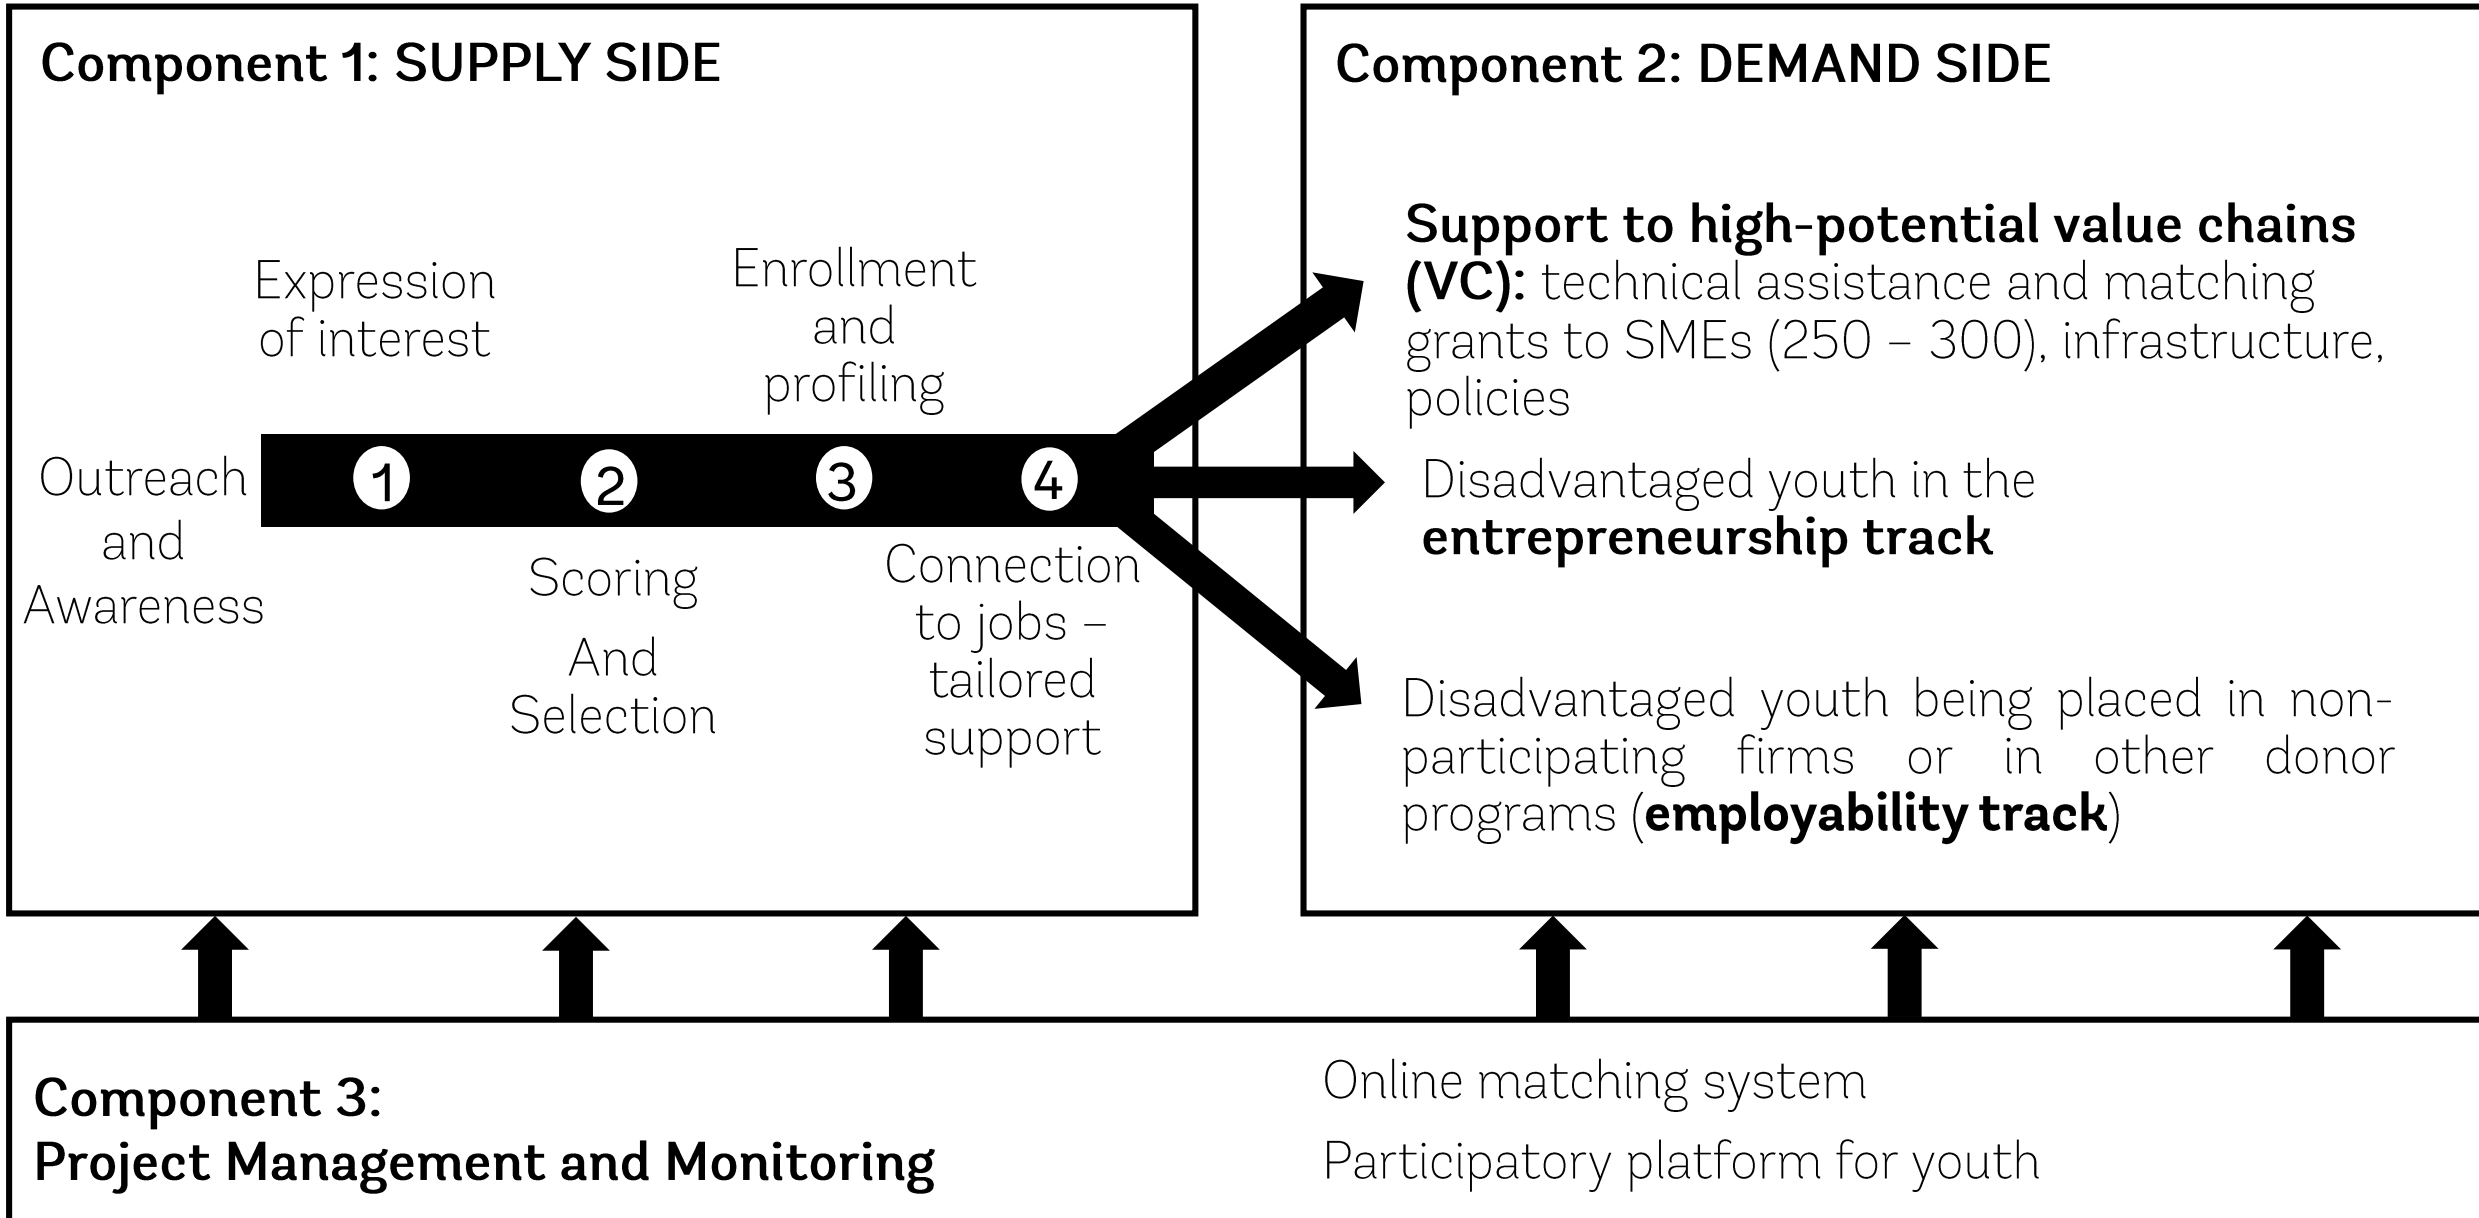 Component 1: SUPPLY SIDE
Expression
of interest
Enrollment
and
profiling
Outreach
and
Awareness
1
2
3
4
Scoring
And
Selection
Connection
to jobs –
tailored
support
Component 2: DEMAND SIDE
Support to high-potential value chains
(VC): technical assistance and matching
grants to SMEs (250 – 300), infrastructure,
policies
Disadvantaged youth in the
entrepreneurship track
Disadvantaged youth being placed in non-
participating firms or in other donor
programs (employability track)
Component 3:
Project Management and Monitoring
Online matching system
Participatory platform for youth